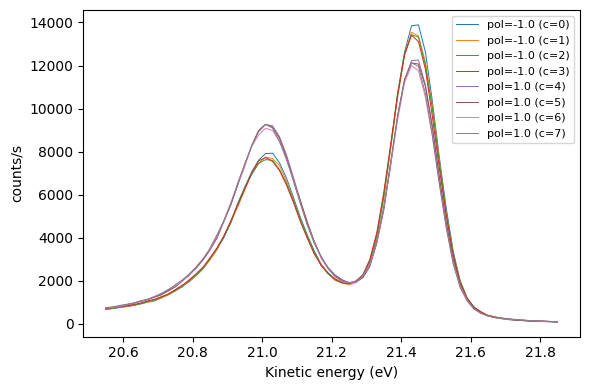 14000
12000
10000
8000
6000
4000
2000
0
counts/s
pol=-1.0 (c=0)
pol=-1.0 (c=1)
pol=-1.0 (c=2)
pol=-1.0 (c=3)
pol=1.0 (c=4)
pol=1.0 (c=5)
pol=1.0 (c=6)
pol=1.0 (c=7)
20.6 20.8 21.0 21.2 21.4 21.6 21.8
Kinetic energy (eV)